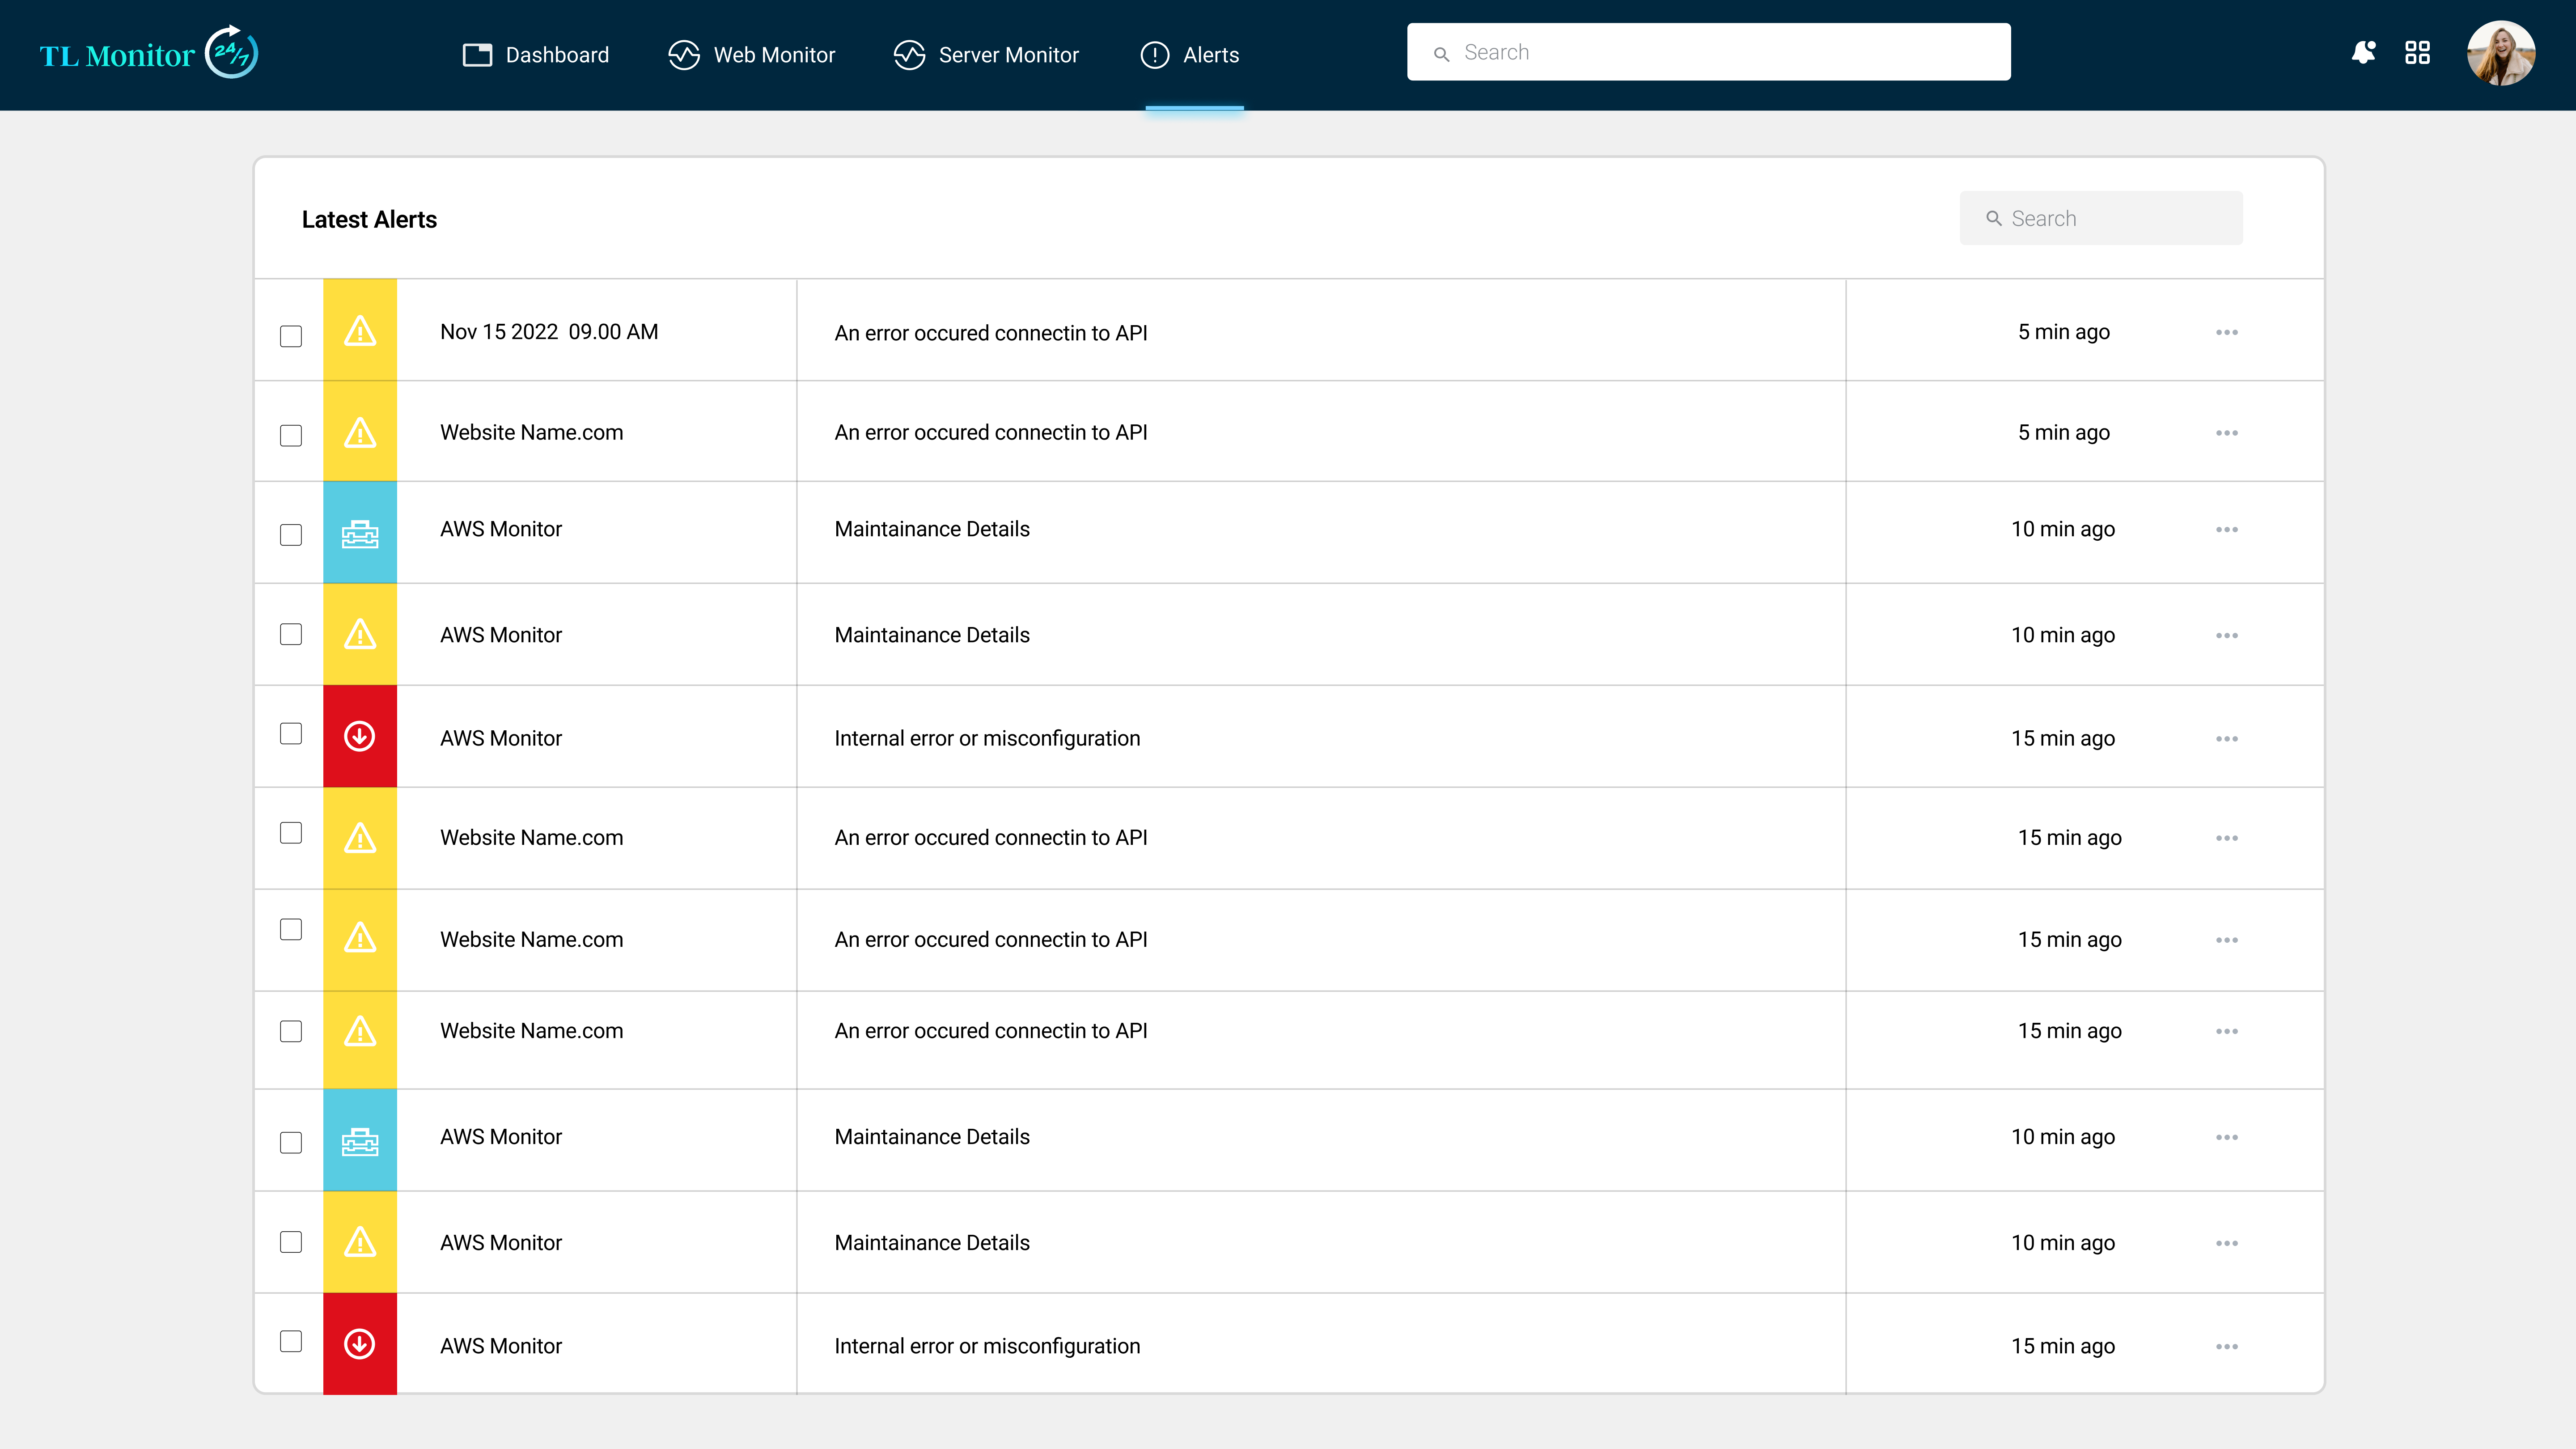 TL Monitor 24/7
Dashboard
Web Monitor
Server Monitor
Alerts
Search
Latest Alerts
Search
Nov 15 2022  09.00 AM An error occured connectin to API 5 min ago
Website Name.com An error occured connectin to API 5 min ago
AWS Monitor Maintainance Details 10 min ago
AWS Monitor Maintainance Details 10 min ago
AWS Monitor Internal error or misconfiguration 15 min ago
Website Name.com An error occured connectin to API 15 min ago
Website Name.com An error occured connectin to API 15 min ago
Website Name.com An error occured connectin to API 15 min ago
AWS Monitor Maintainance Details 10 min ago
AWS Monitor Maintainance Details 10 min ago
AWS Monitor Internal error or misconfiguration 15 min ago